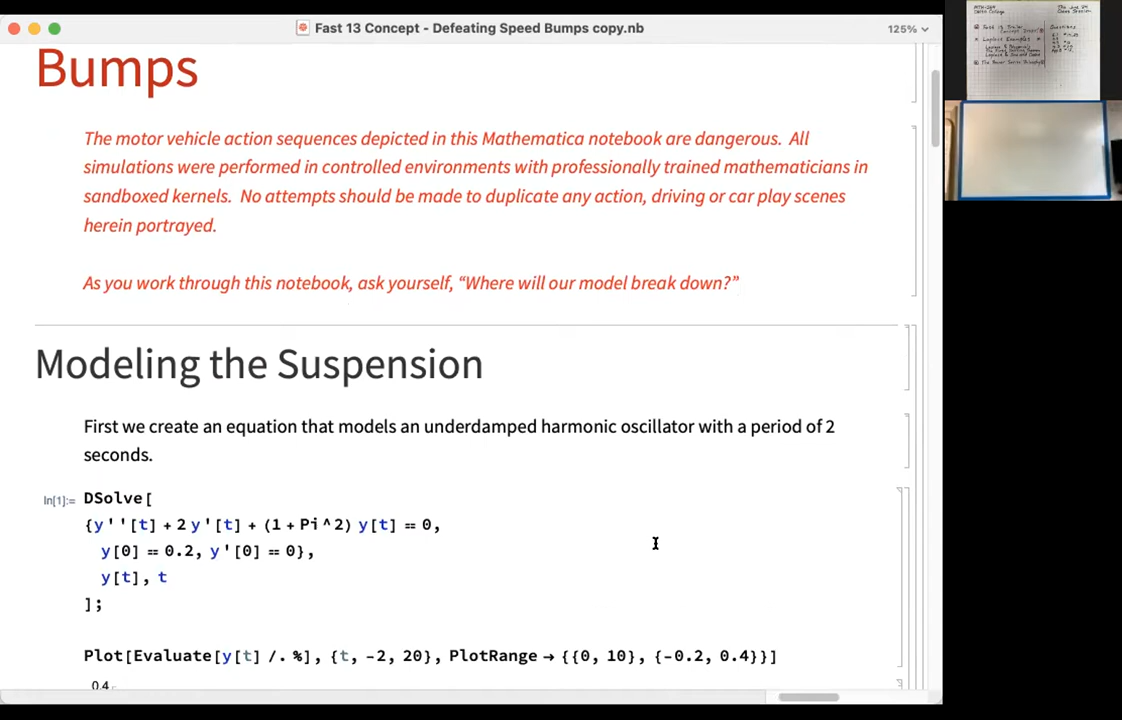 Fast 13 Concept - Defeating Speed Bumps copy.nb
125%
Bumps
The motor vehicle action sequences depicted in this Mathematica notebook are dangerous. All
simulations were performed in controlled environments with professionally trained mathematicians in
sandboxed kernels. No attempts should be made to duplicate any action, driving or car play scenes
herein portrayed.
As you work through this notebook, ask yourself, “Where will our model break down?”
Modeling the Suspension
First we create an equation that models an underdamped harmonic oscillator with a period of 2
seconds.
In[1]:= DSolve[
{y''[t] + 2 y'[t] + (1 + Pi^2) y[t] == 0,
y[0] == 0.2, y'[0] == 0},
y[t], t
];
Plot[Evaluate[y[t] /. %], {t, -2, 20}, PlotRange → {{0, 10}, {-0.2, 0.4}}]
0.4